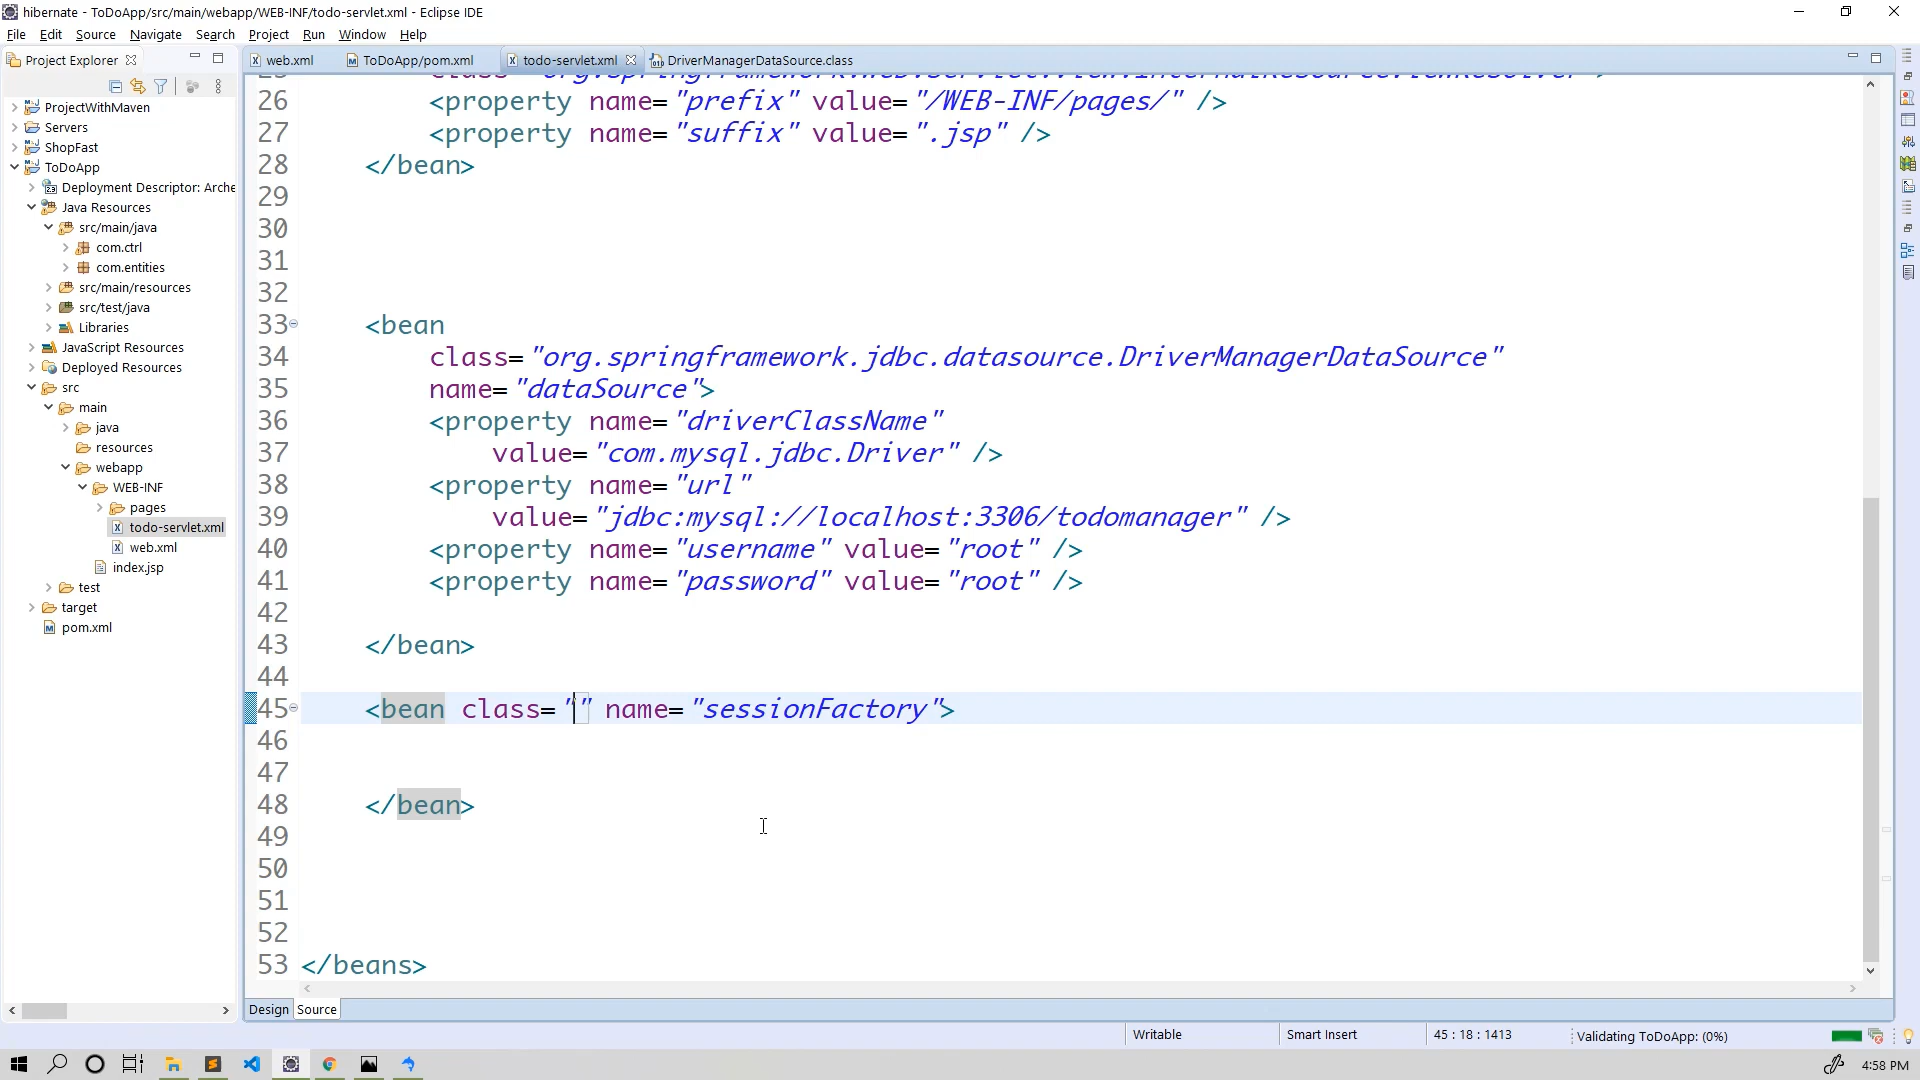 hibernate - ToDoApp/src/main/webapp/WEB-INF/todo-servlet.xml - Eclipse IDE
File Edit Source Navigate Search Project Run Window Help
Project Explorer
web.xml
ToDoApp/pom.xml
todo-servlet.xml
DriverManagerDataSource.class
ProjectWithMaven
Servers
ShopFast
ToDoApp
Deployment Descriptor: Arche
Java Resources
src/main/java
com.ctrl
com.entities
src/main/resources
src/test/java
Libraries
JavaScript Resources
Deployed Resources
src
main
java
resources
webapp
WEB-INF
pages
todo-servlet.xml
web.xml
index.jsp
test
target
pom.xml
25 class="org.springframework.web.servlet.view.InternalResourceViewResolver">
26 <property name="prefix" value="/WEB-INF/pages/" />
27 <property name="suffix" value=".jsp" />
28 </bean>
29
30
31
32
33 <bean
34 class="org.springframework.jdbc.datasource.DriverManagerDataSource"
35 name="dataSource">
36 <property name="driverClassName"
37 value="com.mysql.jdbc.Driver" />
38 <property name="url"
39 value="jdbc:mysql://localhost:3306/todomanager" />
40 <property name="username" value="root" />
41 <property name="password" value="root" />
42
43 </bean>
44
45 <bean class="" name="sessionFactory">
46
47
48 </bean>
49
50
51
52
53 </beans>
Design Source
Writable
Smart Insert
45 : 18 : 1413
Validating ToDoApp: (0%)
4:58 PM